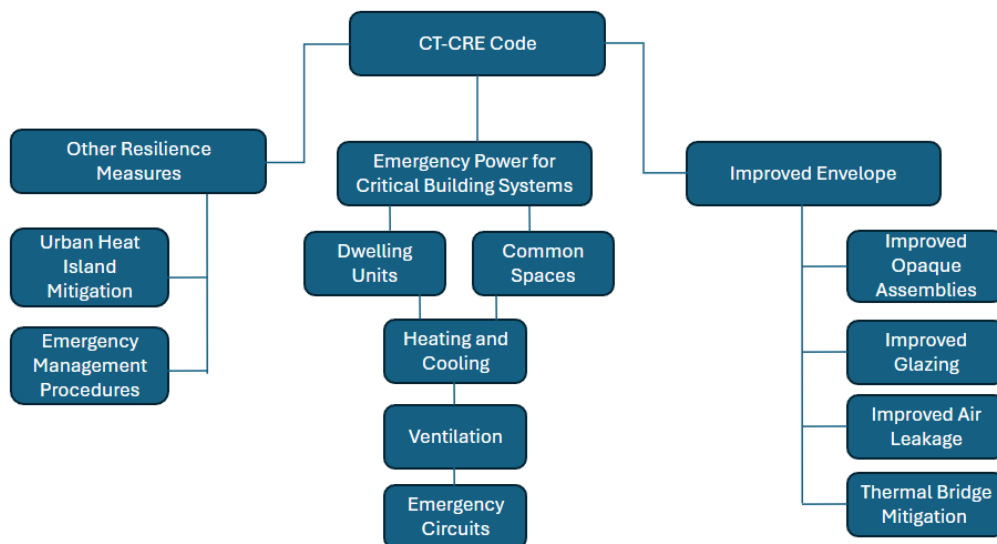 CT-CRE Code
Other Resilience
Measures
Urban Heat
Island
Mitigation
Emergency
Management
Procedures
Emergency Power for
Critical Building Systems
Dwelling
Units
Common
Spaces
Heating and
Cooling
Ventilation
Emergency
Circuits
Improved Envelope
Improved
Opaque
Assemblies
Improved
Glazing
Improved Air
Leakage
Thermal Bridge
Mitigation